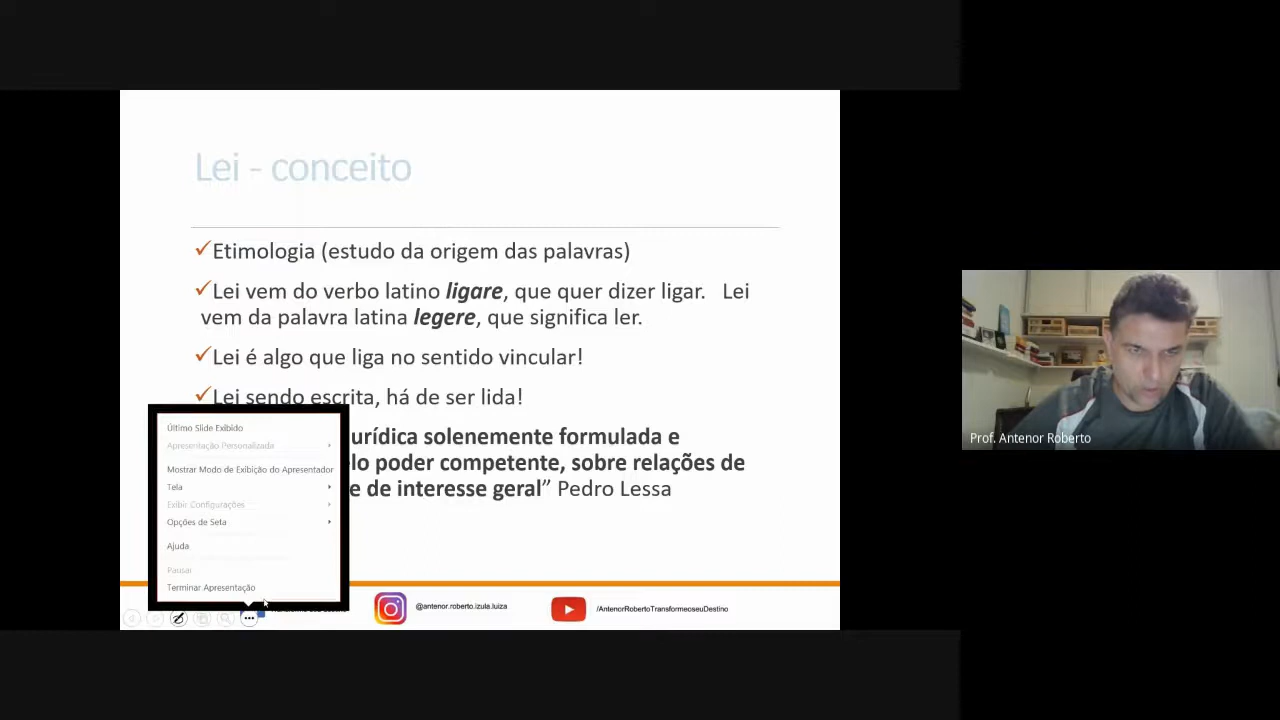 Lei - conceito
✓Etimologia (estudo da origem das palavras)
✓Lei vem do verbo latino ligare, que quer dizer ligar. Lei
vem da palavra latina legere, que significa ler.
✓Lei é algo que liga no sentido vincular!
✓Lei sendo escrita, há de ser lida!
urídica solenemente formulada e
lo poder competente, sobre relações de
e de interesse geral” Pedro Lessa
Último Slide Exibido
Apresentação Personalizada
Mostrar Modo de Exibição do Apresentador
Tela
Exibir Configurações
Opções de Seta
Ajuda
Pausar
Terminar Apresentação
@antenor.roberto.izula.luiza
/AntenorRobertoTransformeoseuDestino
Prof. Antenor Roberto